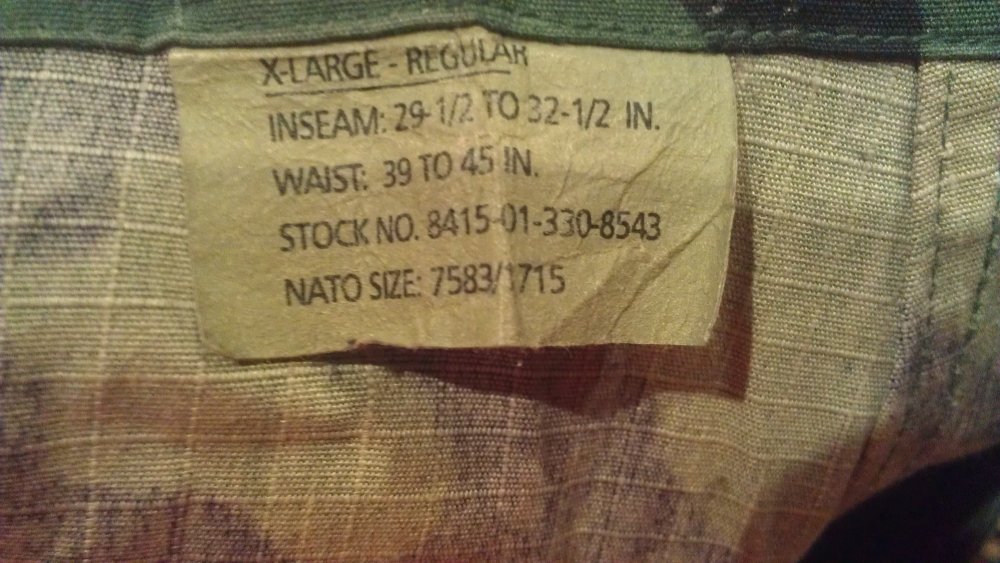 X-LARGE - REGULAR
INSEAM: 29-1/2 TO 32-1/2 IN.
WAIST: 39 TO 45 IN.
STOCK NO. 8415-01-330-8543
NATO SIZE: 7583/1715